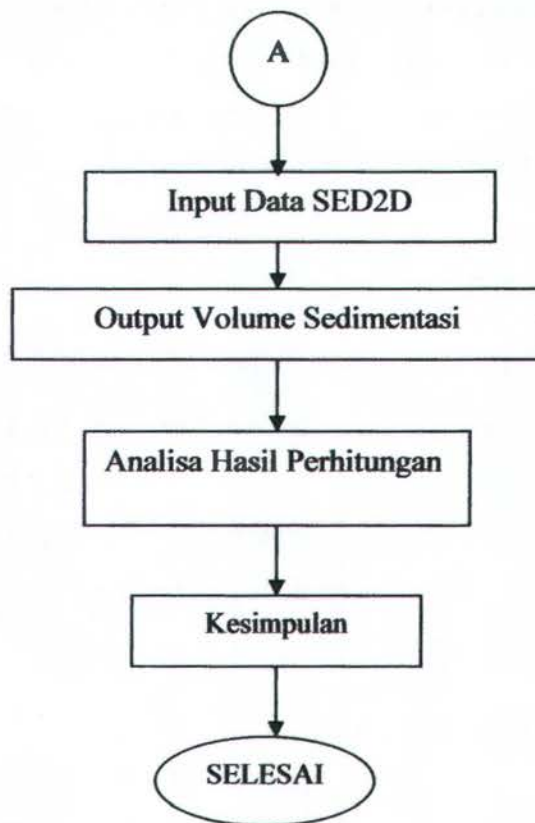 A
Input Data SED2D
Output Volume Sedimentasi
Analisa Hasil Perhitungan
Kesimpulan
SELESAI